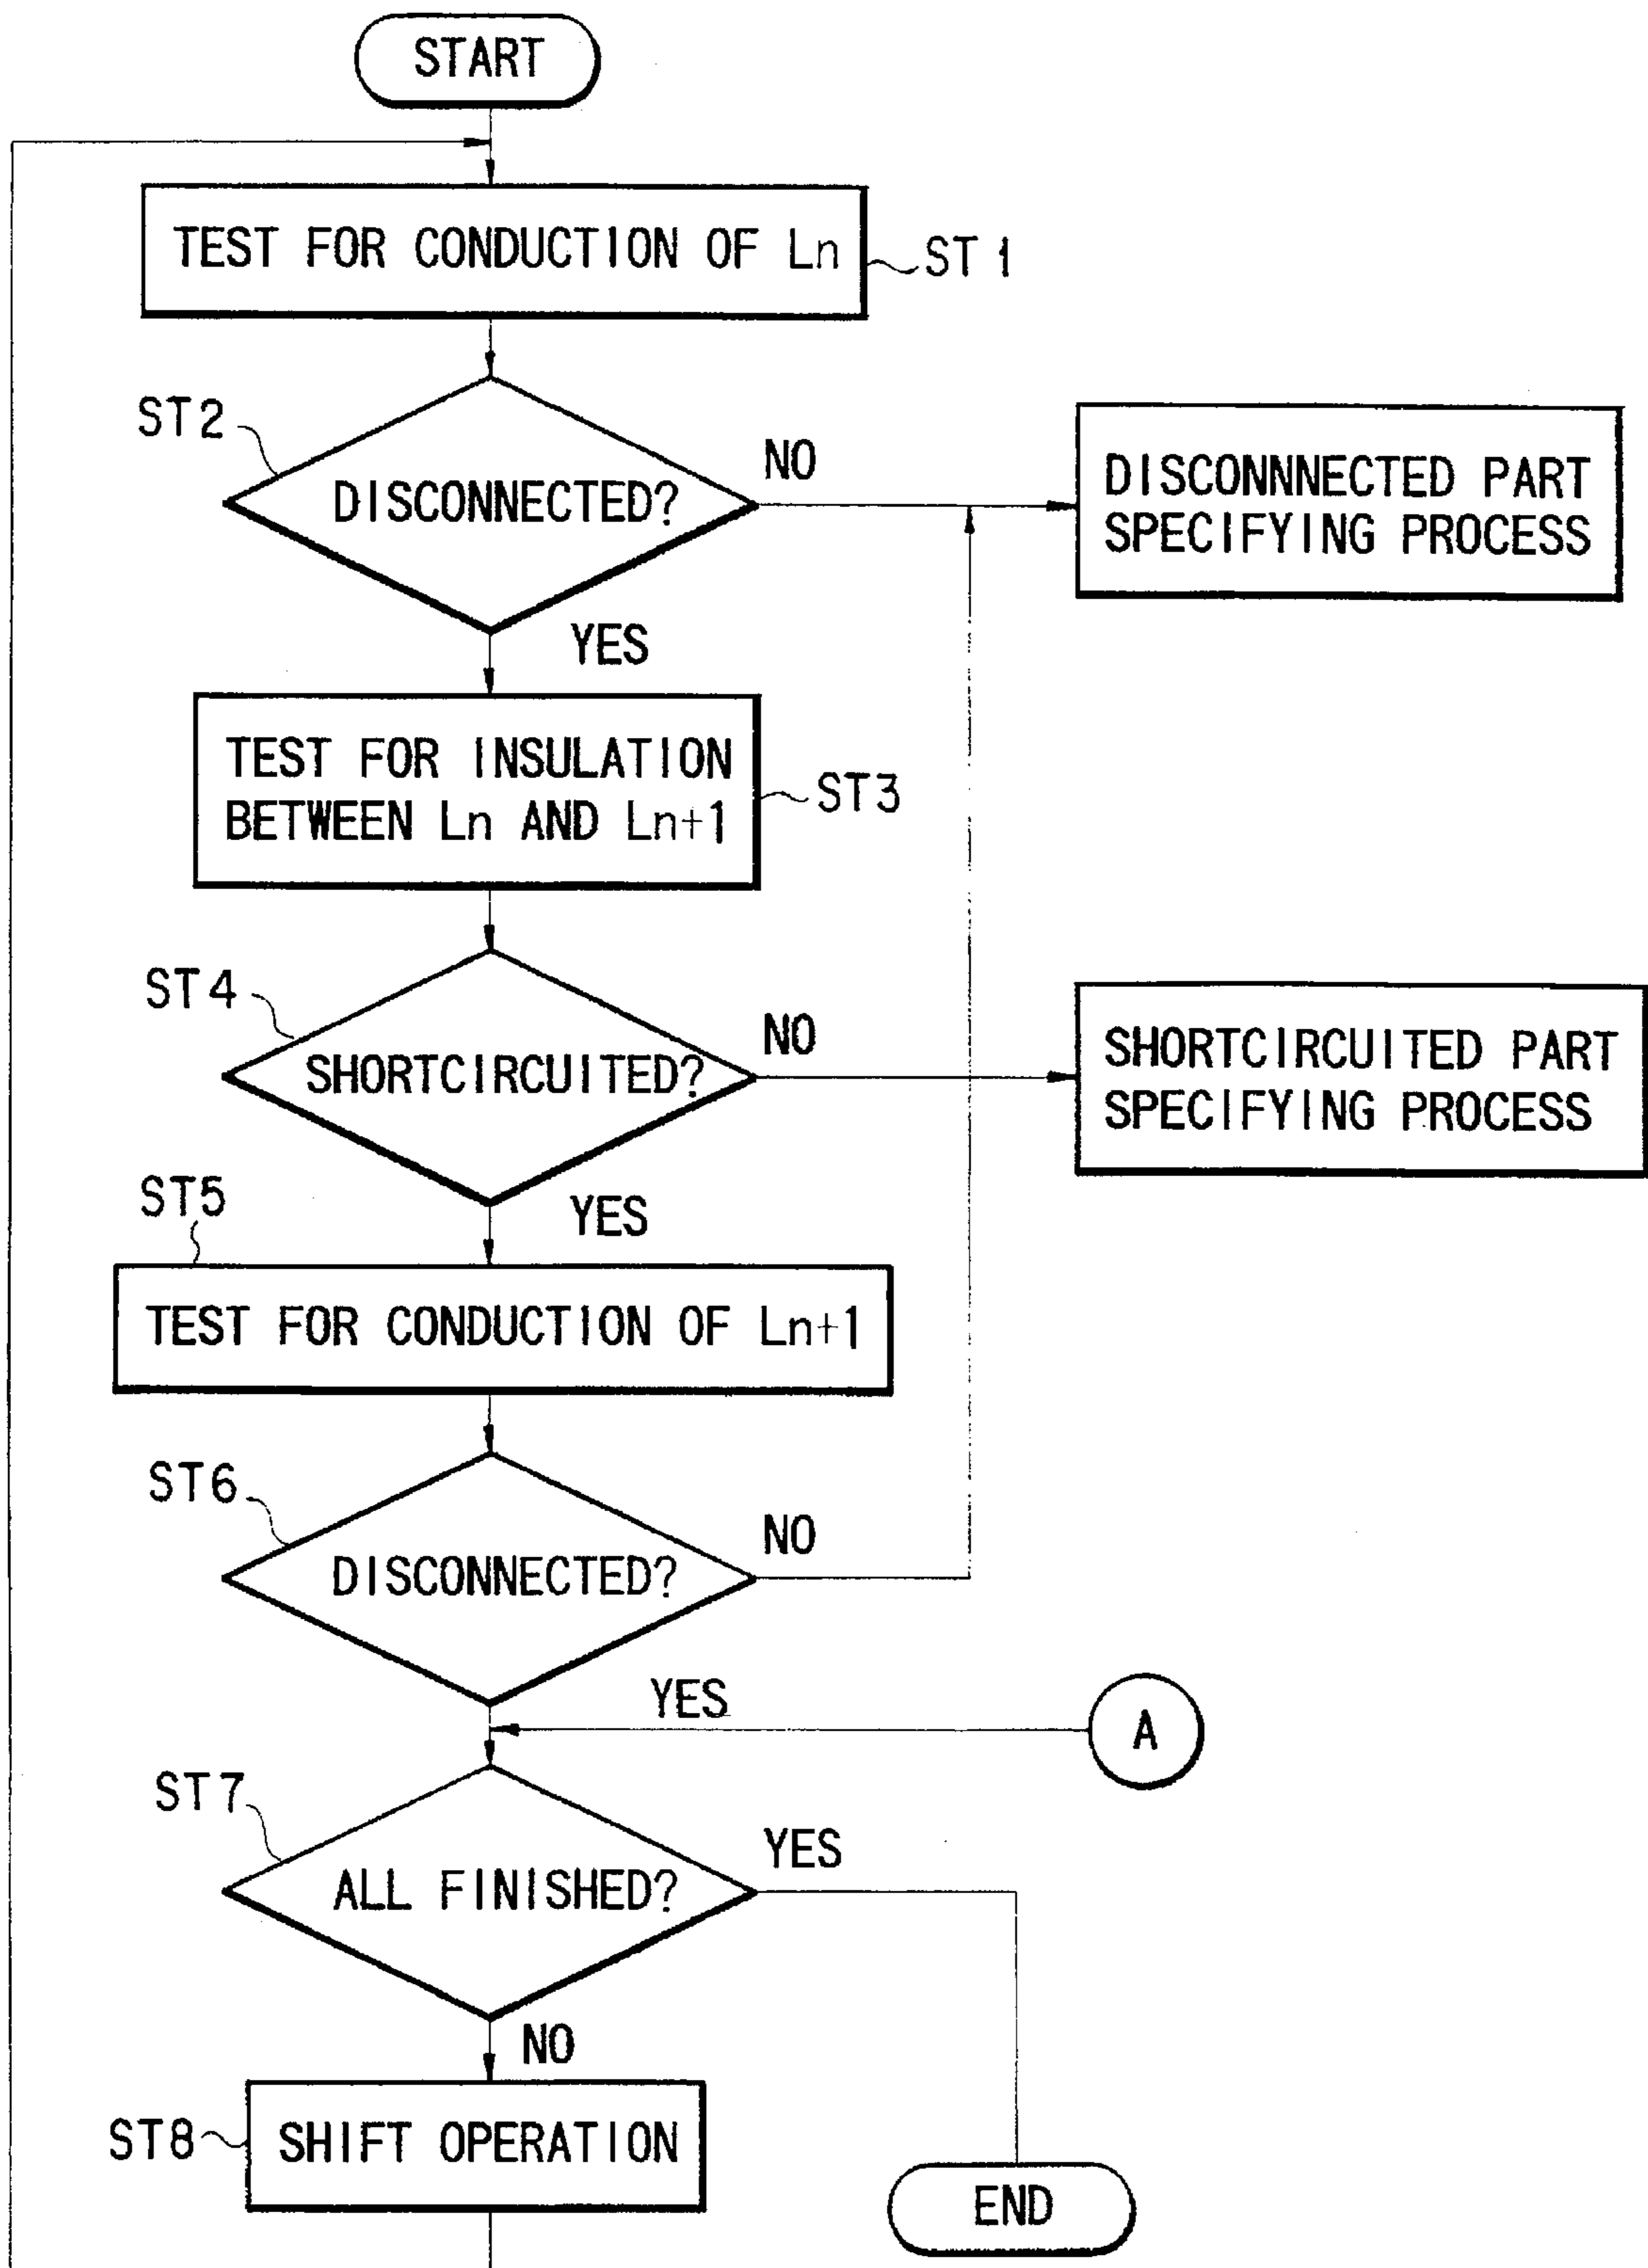 START
TEST FOR CONDUCTION OF Ln
ST1
ST2
DISCONNECTED?
NO
DISCONNNECTED PART
SPECIFYING PROCESS
YES
TEST FOR INSULATION
BETWEEN Ln AND Ln+1
ST3
ST4
SHORTCIRCUITED?
NO
SHORTCIRCUITED PART
SPECIFYING PROCESS
YES
ST5
TEST FOR CONDUCTION OF Ln+1
ST6
DISCONNECTED?
NO
YES
A
ST7
ALL FINISHED?
YES
NO
ST8
SHIFT OPERATION
END